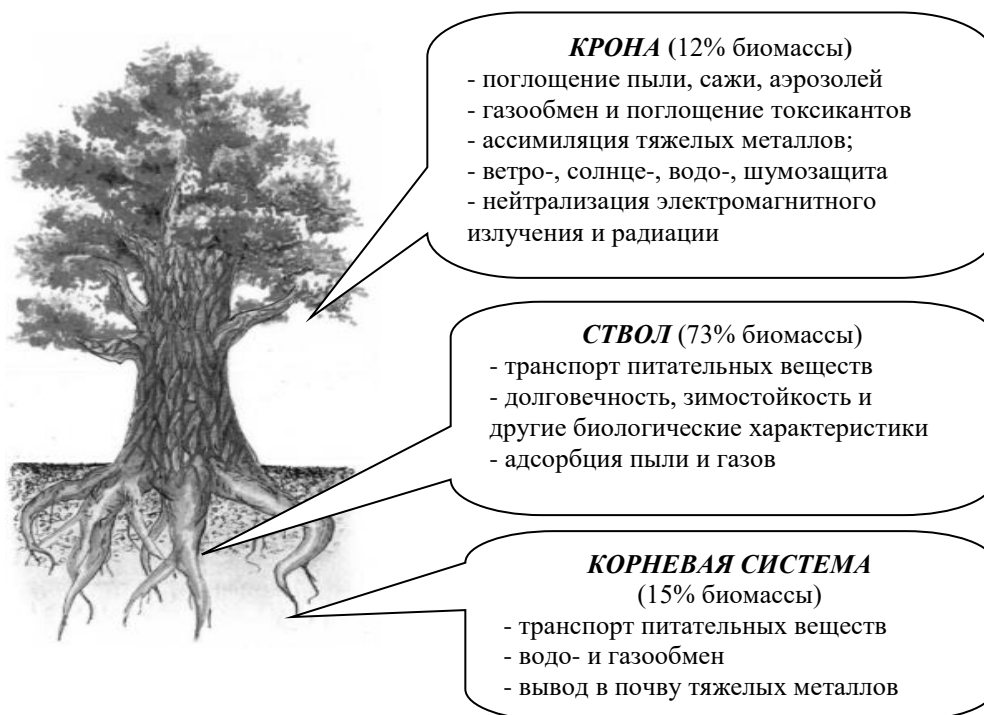 КРОНА (12% биомассы)
- поглощение пыли, сажи, аэрозолей
- газообмен и поглощение токсикантов
- ассимиляция тяжелых металлов;
- ветро-, солнце-, водо-, шумозащита
- нейтрализация электромагнитного
излучения и радиации
СТВОЛ (73% биомассы)
- транспорт питательных веществ
- долговечность, зимостойкость и
другие биологические характеристики
- адсорбция пыли и газов
КОРНЕВАЯ СИСТЕМА
(15% биомассы)
- транспорт питательных веществ
- водо- и газообмен
- вывод в почву тяжелых металлов